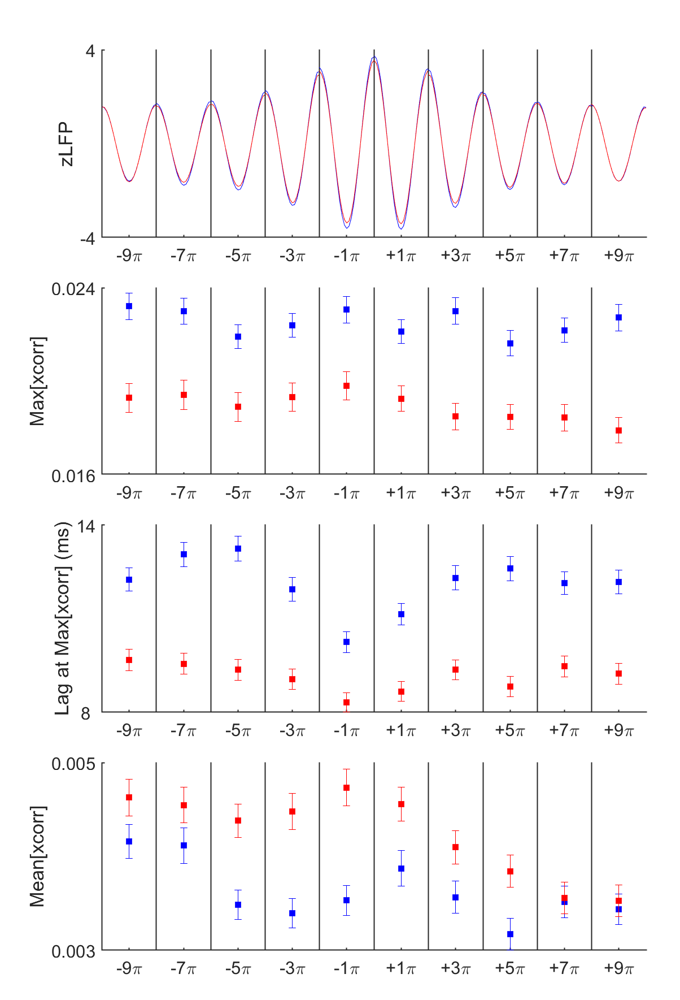 4
zLFP
-4
-9π -7π -5π -3π -1π +1π +3π +5π +7π +9π
0.024
Max[xcorr]
0.016
-9π -7π -5π -3π -1π +1π +3π +5π +7π +9π
14
Lag at Max[xcorr] (ms)
8
-9π -7π -5π -3π -1π +1π +3π +5π +7π +9π
0.005
Mean[xcorr]
0.003
-9π -7π -5π -3π -1π +1π +3π +5π +7π +9π